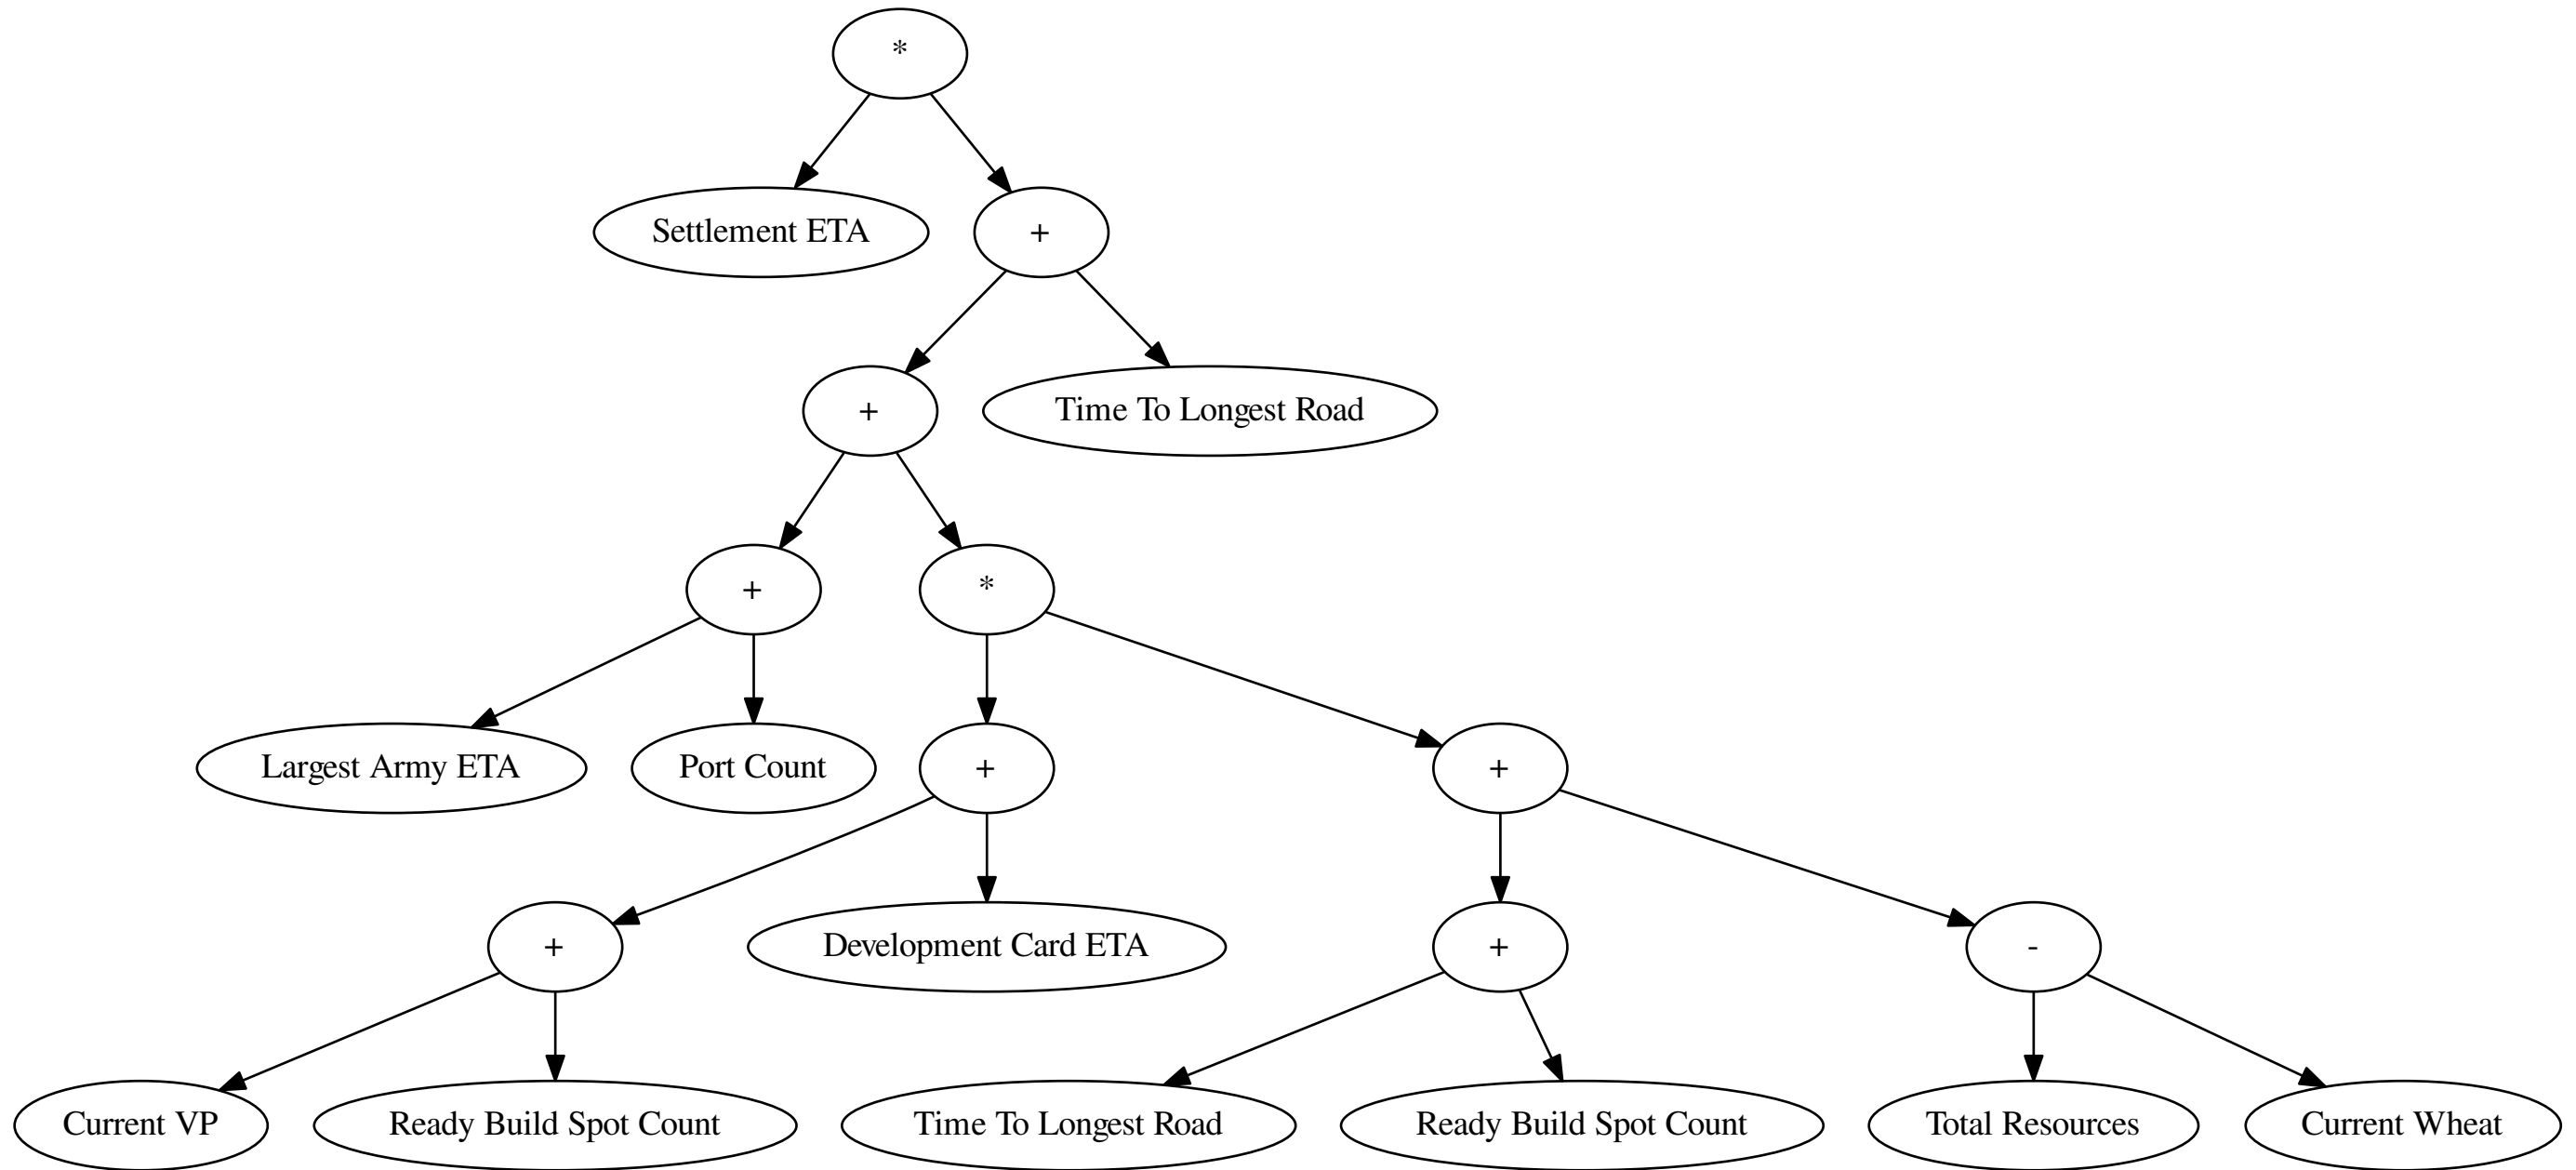 *
Settlement ETA
+
+
Time To Longest Road
+
*
Largest Army ETA
Port Count
+
+
+
Development Card ETA
+
-
Current VP
Ready Build Spot Count
Time To Longest Road
Ready Build Spot Count
Total Resources
Current Wheat